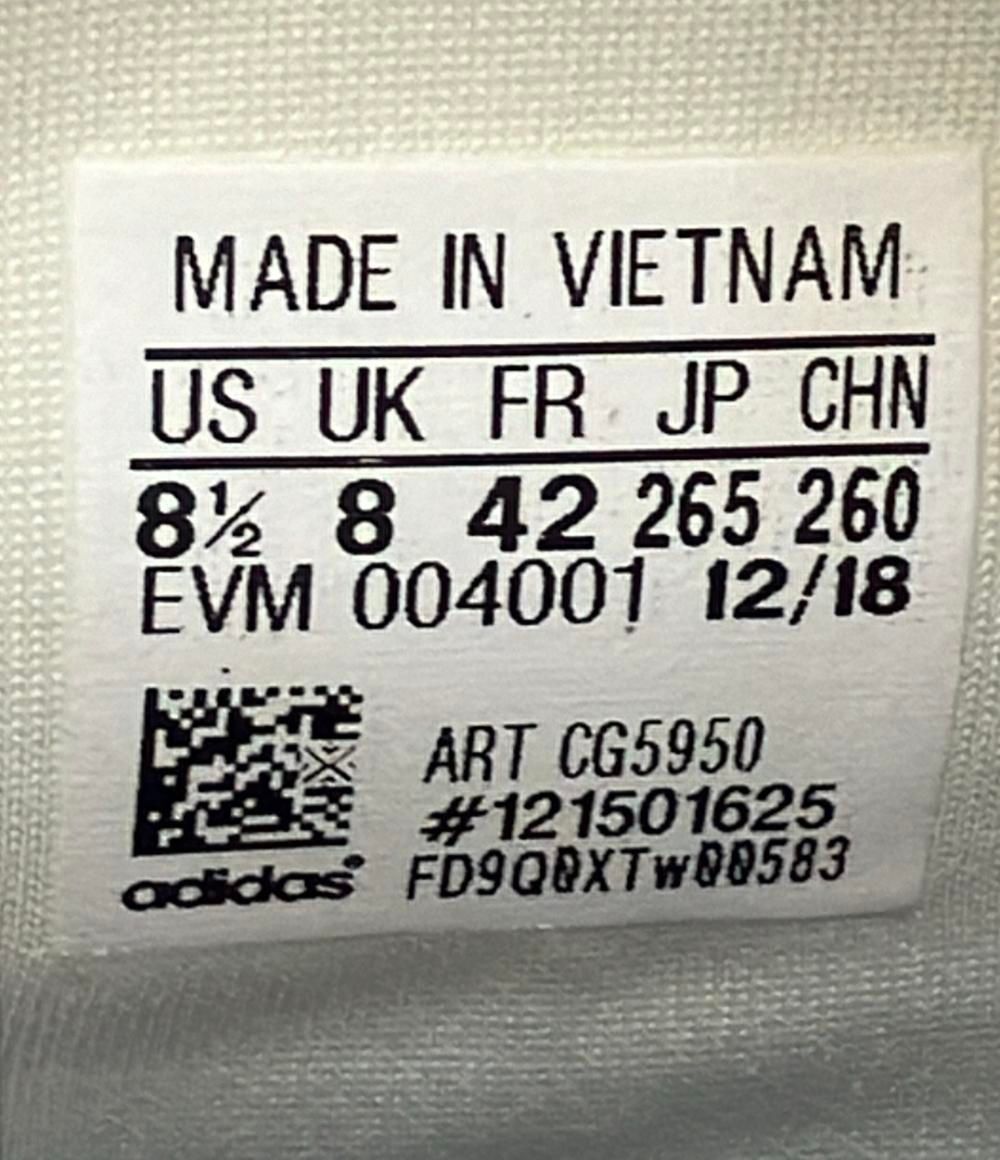 MADE IN VIETNAM
US UK FR JP CHN
8½ 8 42 265 260
EVM 004001 12/18
ART CG5950
#121501625
adidas® FD9Q0XTw00583